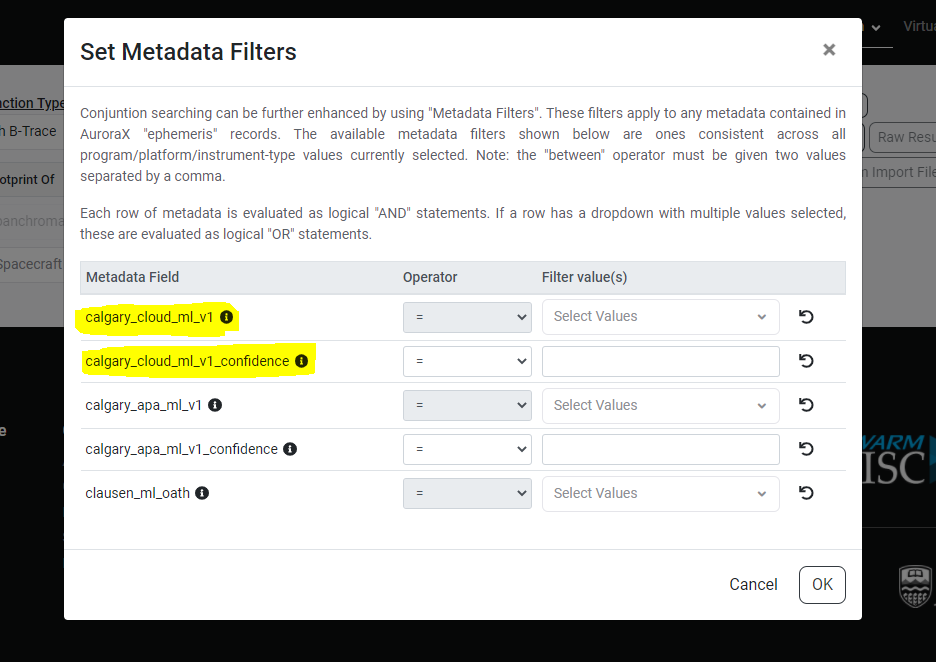 Set Metadata Filters
×
Virtu
ction Type
h B-Trace
otprint Of
oanchroma
Spacecraft
Raw Resu
n Import File
Conjuntion searching can be further enhanced by using "Metadata Filters". These filters apply to any metadata contained in
AuroraX "ephemeris" records. The available metadata filters shown below are ones consistent across all
program/platform/instrument-type values currently selected. Note: the "between" operator must be given two values
separated by a comma.
Each row of metadata is evaluated as logical "AND" statements. If a row has a dropdown with multiple values selected,
these are evaluated as logical "OR" statements.
Metadata Field Operator Filter value(s)
calgary_cloud_ml_v1 = Select Values
calgary_cloud_ml_v1_confidence =
calgary_apa_ml_v1 = Select Values
calgary_apa_ml_v1_confidence =
clausen_ml_oath = Select Values
e
WARM
ISC
Cancel OK